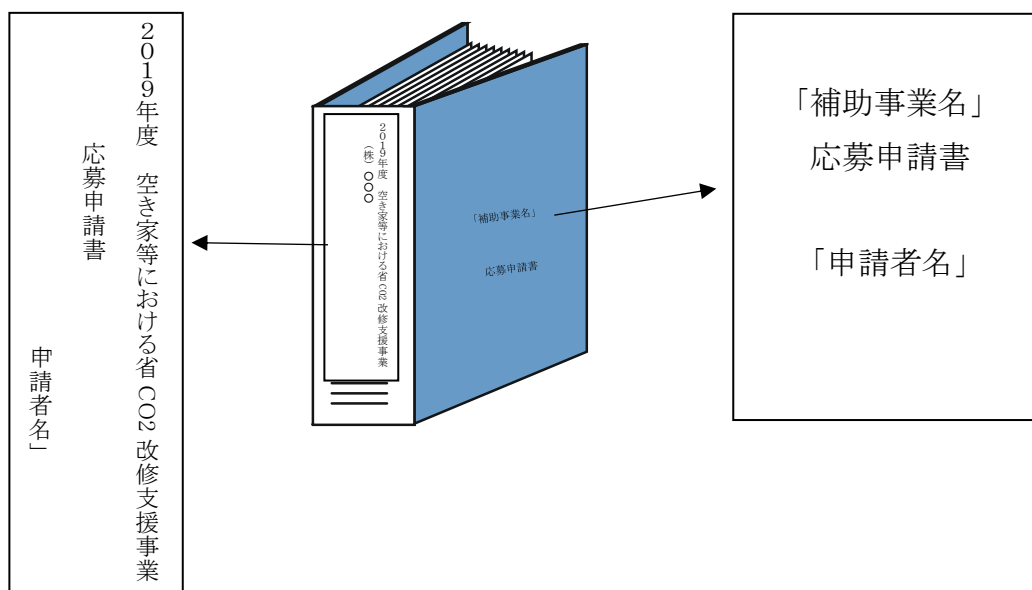 2019年度 空き家等における省CO2改修支援事業
応募申請書
申請者名」
2019年度 空き家等における省CO2改修支援事業
(株)○○○
「補助事業名」
応募申請書
「補助事業名」
応募申請書
「申請者名」